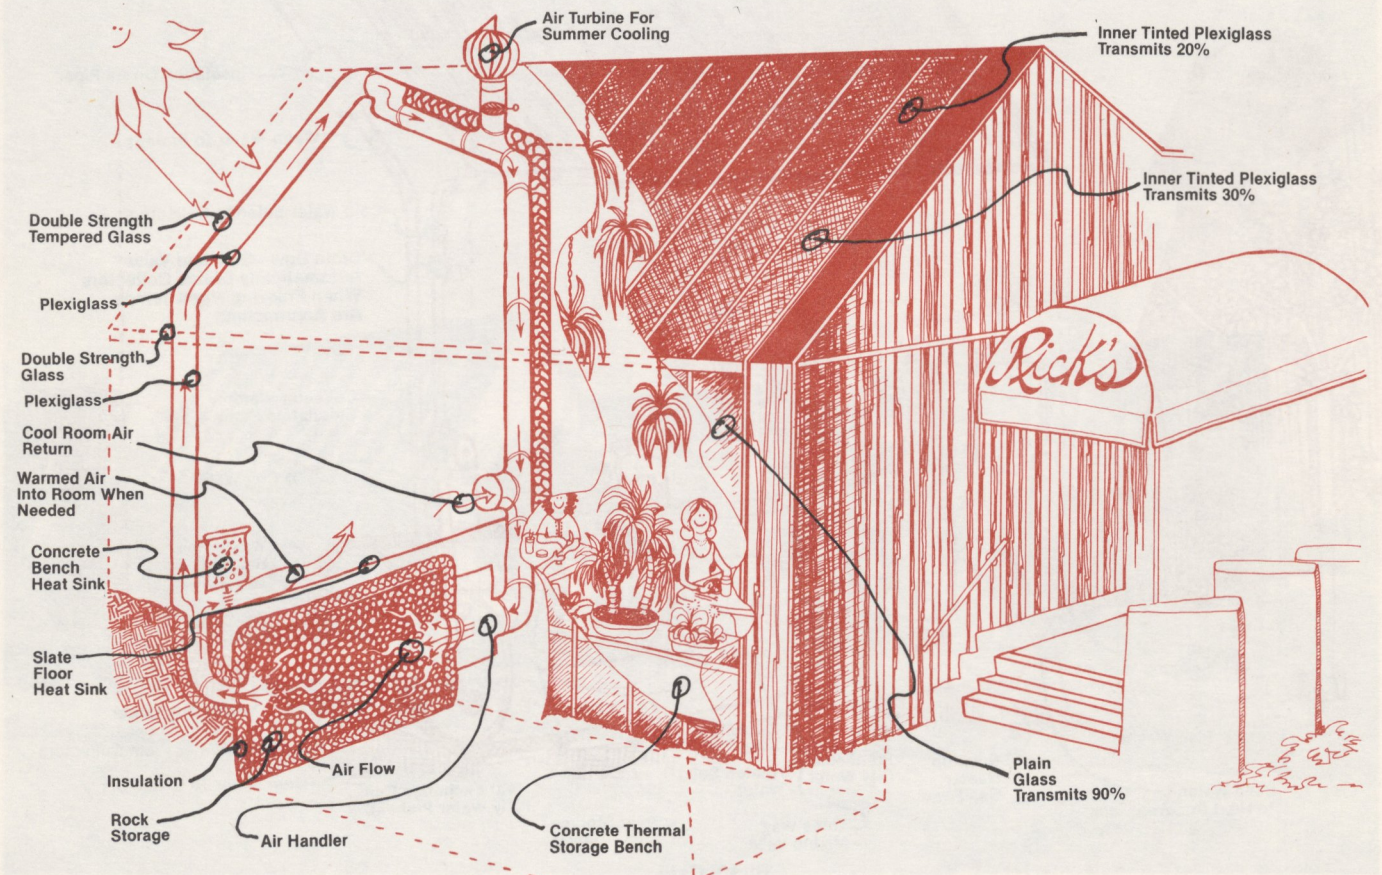 Air Turbine For
Summer Cooling
Inner Tinted Plexiglass
Transmits 20%
Inner Tinted Plexiglass
Transmits 30%
Double Strength
Tempered Glass
Plexiglass
Double Strength
Glass
Plexiglass
Rick's
Cool Room Air
Return
Warmed Air
Into Room When
Needed
Concrete
Bench
Heat Sink
Slate
Floor
Heat Sink
Insulation
Air Flow
Rock
Storage
Air Handler
Concrete Thermal
Storage Bench
Plain
Glass
Transmits 90%